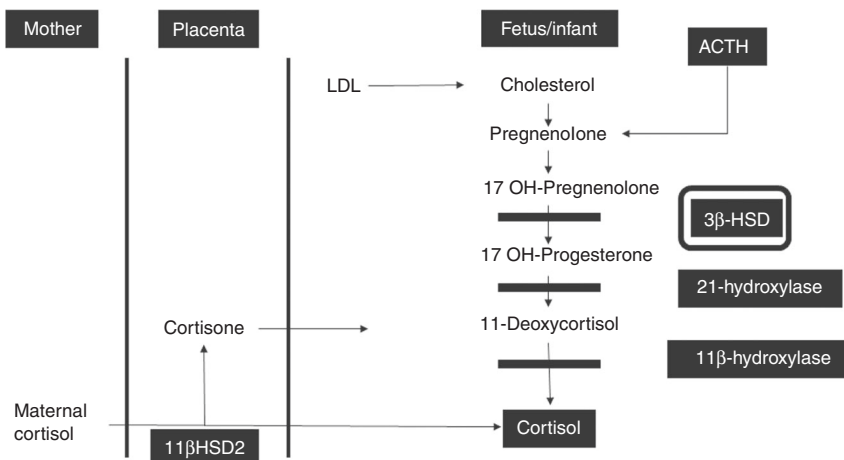 Mother
Placenta
Fetus/infant
ACTH
LDL
Cholesterol
Pregnenolone
17 OH-Pregnenolone
3β-HSD
17 OH-Progesterone
21-hydroxylase
Cortisone
11-Deoxycortisol
11β-hydroxylase
Maternal
cortisol
11βHSD2
Cortisol